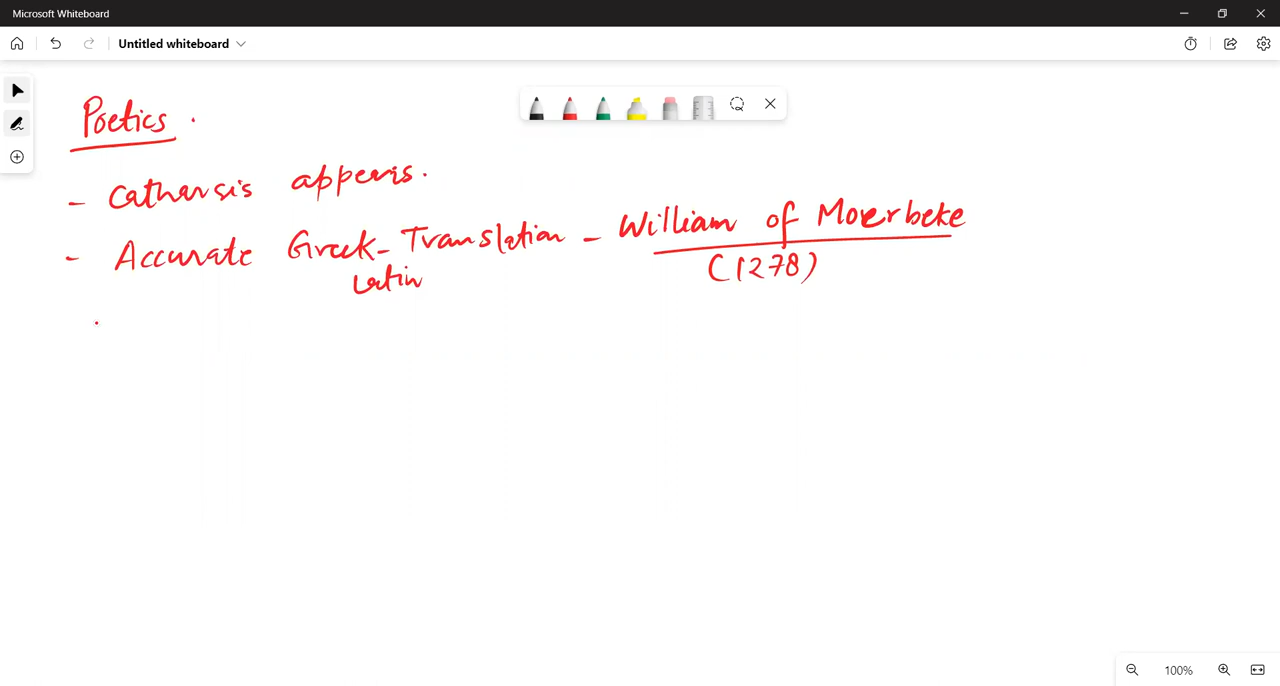 Microsoft Whiteboard
Untitled whiteboard
Poetics.
- Catharsis appears.
- Accurate Greek - Translation - William of Moerbeke
Latin
(1278)
100%